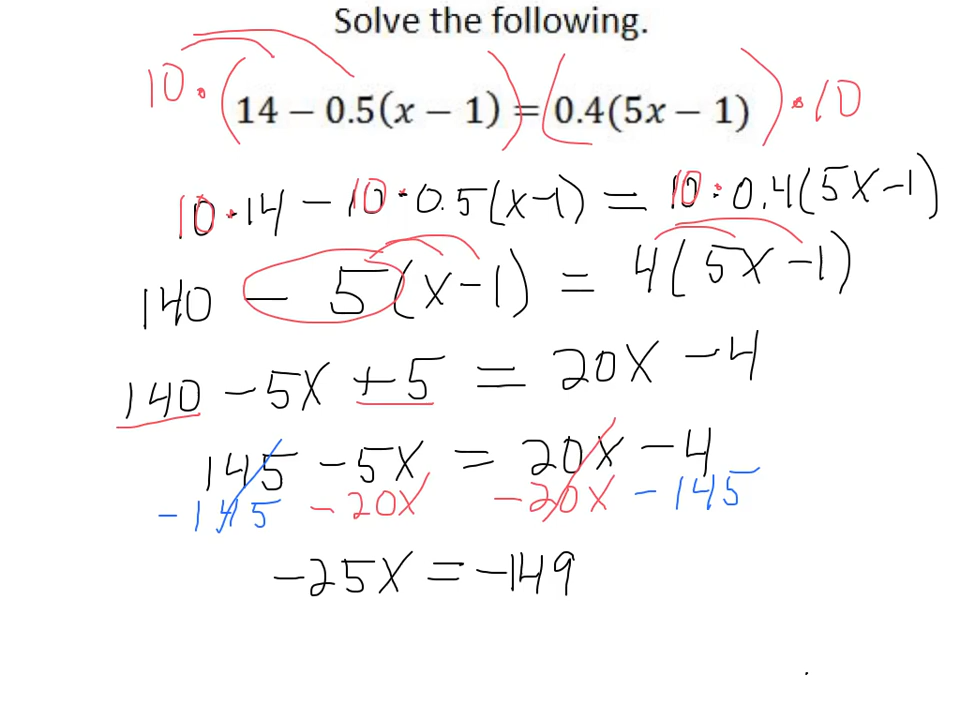 Solve the following.
10 · ( 14 − 0.5(x − 1) ) = ( 0.4(5x − 1) ) · 10
10 · 14 − 10 · 0.5(x−1) = 10 · 0.4(5x−1)
140 − 5(x−1) = 4(5x−1)
140 − 5x + 5 = 20x − 4
145 − 5x = 20x − 4
−145 − 20x − 20x − 145
−25x = −149